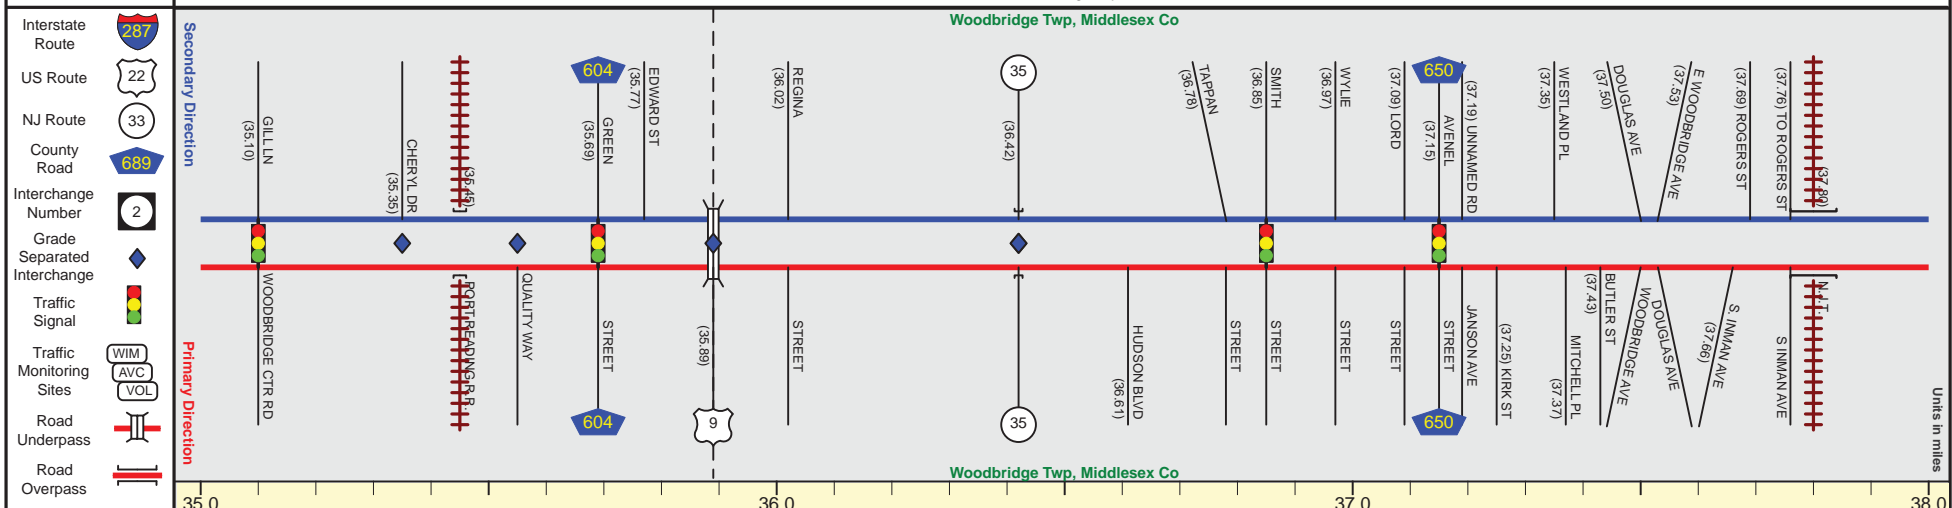 Interstate
Route
287
US Route
22
NJ Route
33
County
Road
689
Interchange
Number
2
Grade
Separated
Interchange
Traffic
Signal
Traffic
Monitoring
Sites
WIM
AVC
VOL
Road
Underpass
Road
Overpass
Secondary Direction
Primary Direction
Woodbridge Twp, Middlesex Co
GILL LN
(35.10)
CHERYL DR
(35.35)
(35.45)
604
GREEN
(35.69)
EDWARD ST
(35.77)
REGINA
(36.02)
35
(36.42)
TAPPAN
(36.78)
SMITH
(36.85)
WYLIE
(36.97)
(37.09) LORD
650
AVENEL
(37.15)
(37.19) UNNAMED RD
WESTLAND PL
(37.35)
DOUGLAS AVE
(37.50)
E WOODBRIDGE AVE
(37.53)
(37.69) ROGERS ST
(37.76) TO ROGERS ST
(37.80)
WOODBRIDGE CTR RD
PORT READING R.R.
QUALITY WAY
STREET
604
(35.89)
9
STREET
35
HUDSON BLVD
(36.61)
STREET
STREET
STREET
STREET
STREET
650
JANSON AVE
(37.25) KIRK ST
MITCHELL PL
(37.37)
BUTLER ST
(37.43)
WOODBRIDGE AVE
DOUGLAS AVE
S. INMAN AVE
(37.66)
S INMAN AVE
N.J.T.
Woodbridge Twp, Middlesex Co
Units in miles
35.0
36.0
37.0
38.0